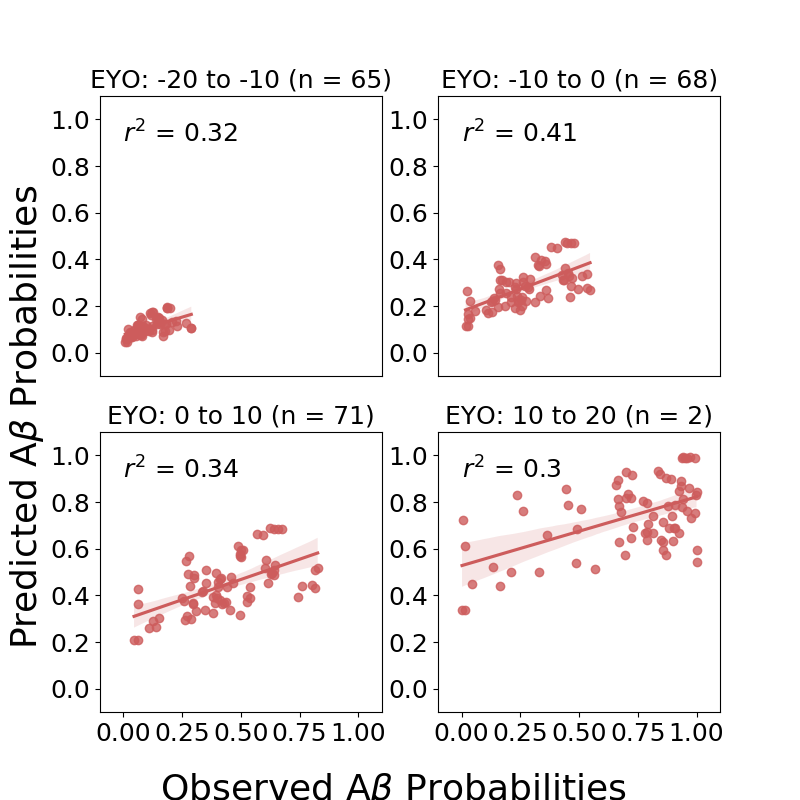 EYO: -20 to -10 (n = 65)
EYO: -10 to 0 (n = 68)
r² = 0.32
r² = 0.41
1.0
0.8
0.6
0.4
0.2
0.0
1.0
0.8
0.6
0.4
0.2
0.0
Predicted Aβ Probabilities
EYO: 0 to 10 (n = 71)
EYO: 10 to 20 (n = 2)
r² = 0.34
r² = 0.3
1.0
0.8
0.6
0.4
0.2
0.0
1.0
0.8
0.6
0.4
0.2
0.0
0.00 0.25 0.50 0.75 1.00
0.00 0.25 0.50 0.75 1.00
Observed Aβ Probabilities